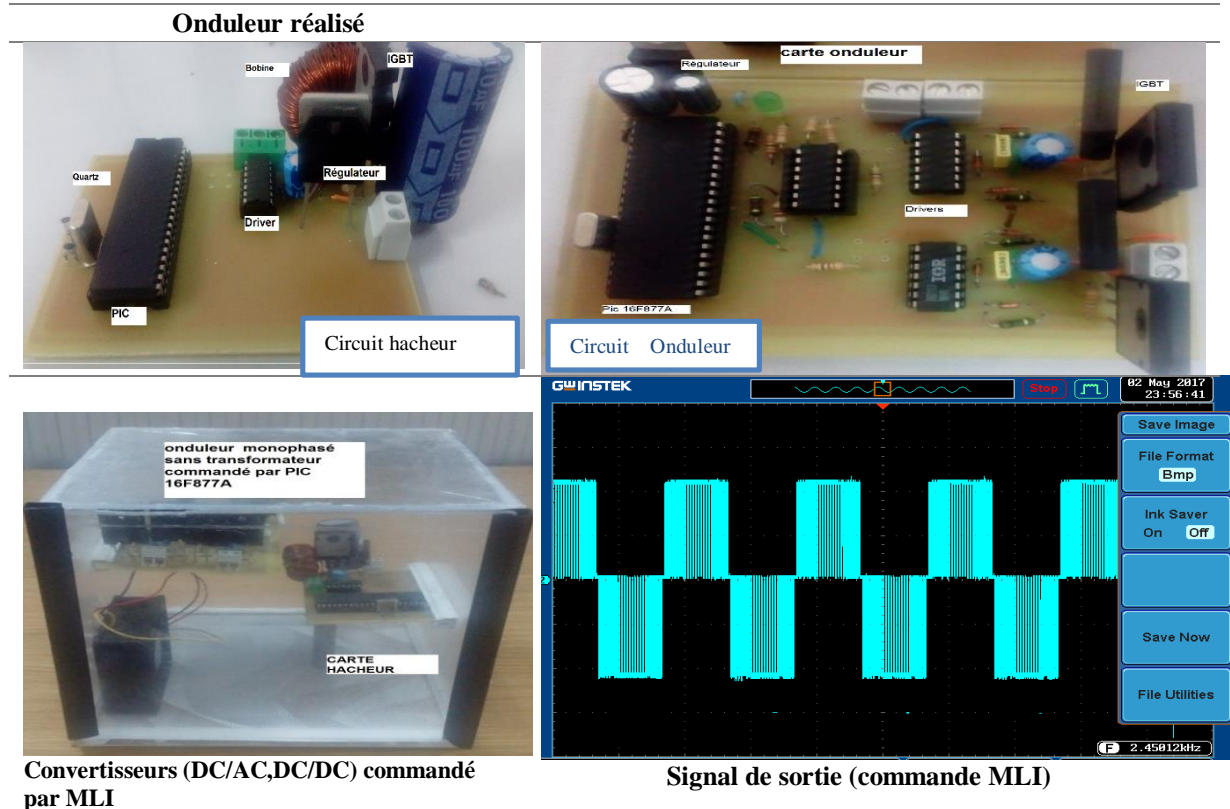 Onduleur réalisé
Bobine
IGBT
Quartz
Régulateur
Driver
PIC
1000µF
Circuit hacheur
carte onduleur
Régulateur
IGBT
Drivers
IOR
Pic 16F877A
Circuit Onduleur
onduleur monophasé
sans transformateur
commandé par PIC
16F877A
CARTE
HACHEUR
GWINSTEK
Stop
02 May 2017
23:56:41
Save Image
File Format
Bmp
Ink Saver
On Off
Save Now
File Utilities
F 2.45012kHz
Convertisseurs (DC/AC,DC/DC) commandé
par MLI
Signal de sortie (commande MLI)